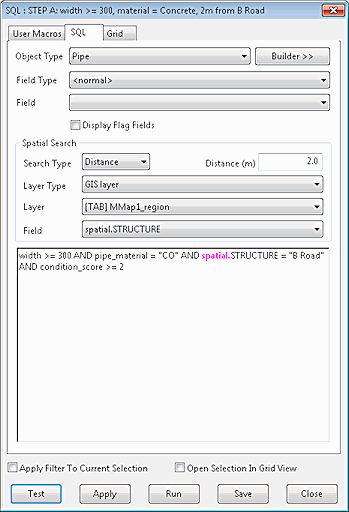 SQL : STEP A: width >= 300, material = Concrete, 2m from B Road
User Macros SQL Grid
Object Type Pipe Builder >>
Field Type <normal>
Field
Display Flag Fields
Spatial Search
Search Type Distance Distance (m) 2.0
Layer Type GIS layer
Layer [TAB] MMap1_region
Field spatial.STRUCTURE
width >= 300 AND pipe_material = "CO" AND spatial.STRUCTURE = "B Road"
AND condition_score >= 2
Apply Filter To Current Selection Open Selection In Grid View
Test Apply Run Save Close